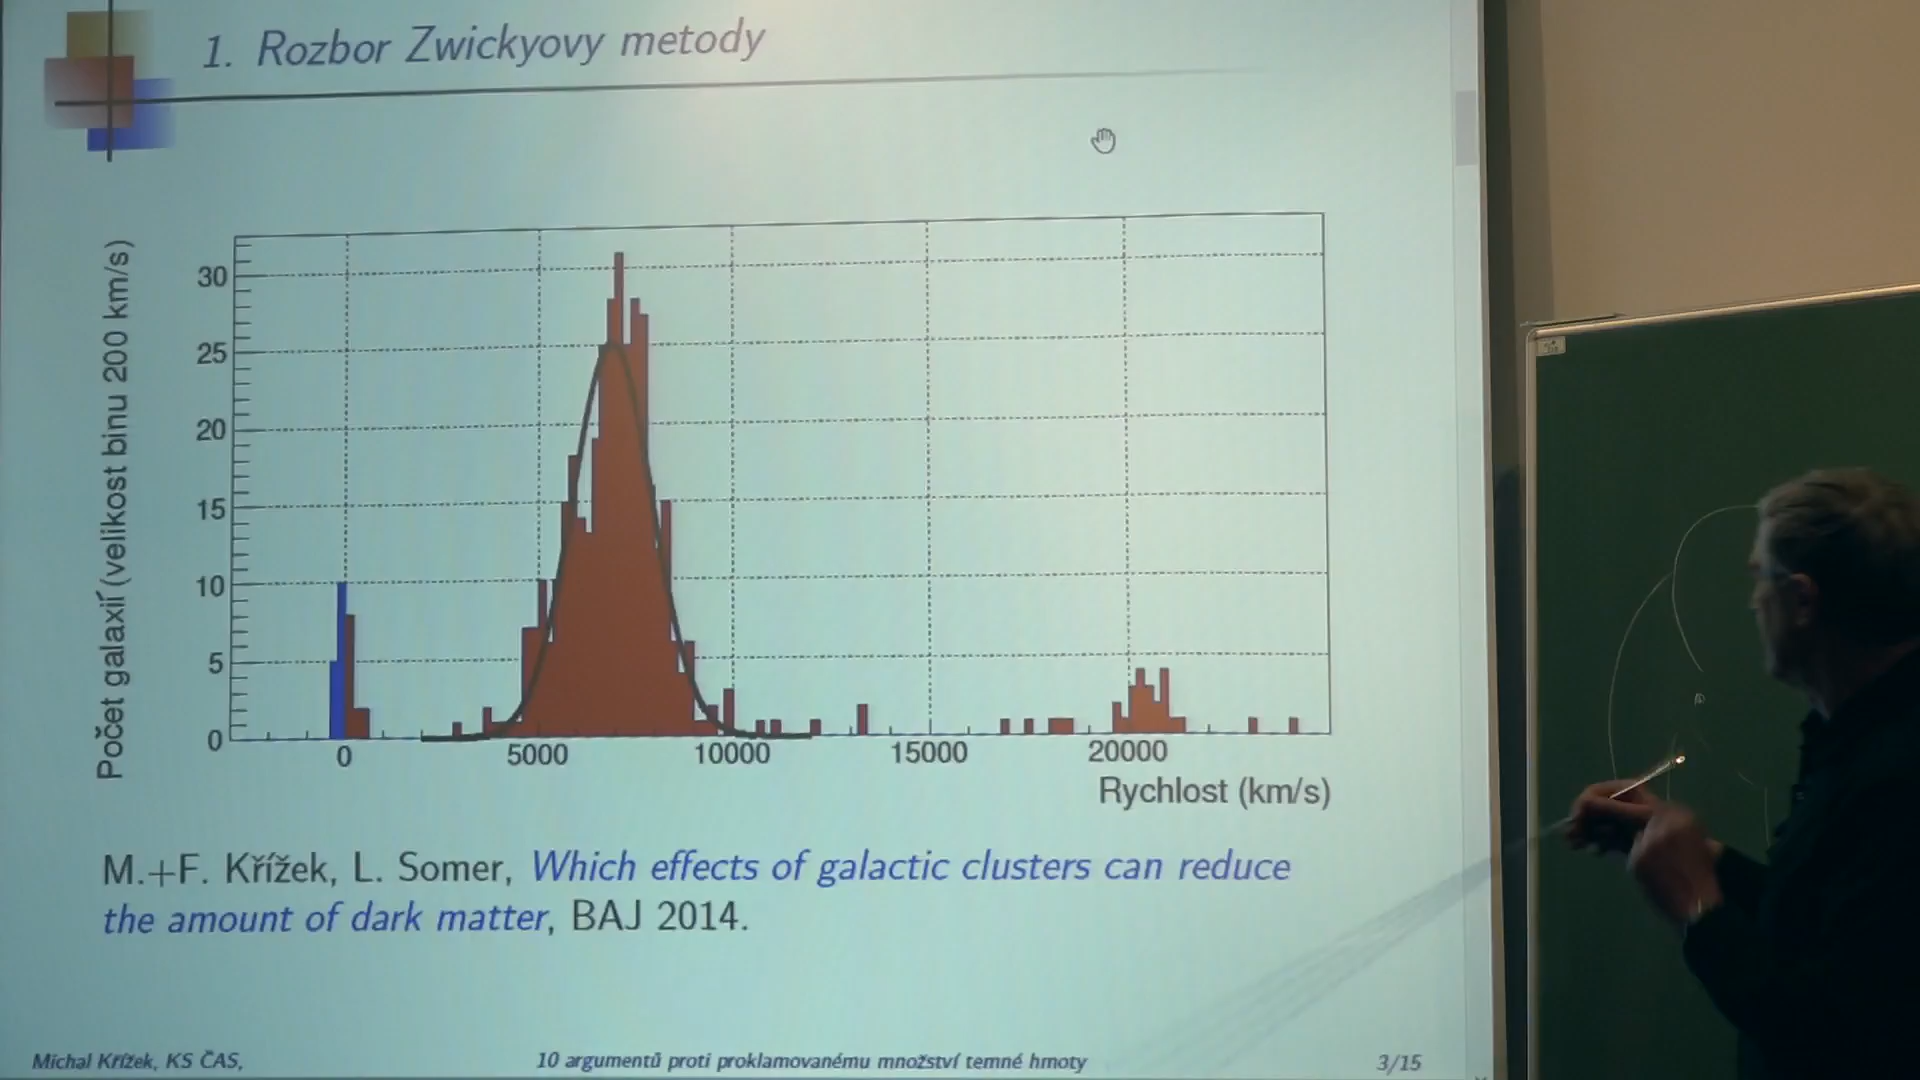 1. Rozbor Zwickyovy metody
Počet galaxií (velikost binu 200 km/s)
30
25
20
15
10
5
0
0 5000 10000 15000 20000
Rychlost (km/s)
M.+F. Křížek, L. Somer, Which effects of galactic clusters can reduce
the amount of dark matter, BAJ 2014.
Michal Křížek, KS ČAS, 10 argumentů proti proklamovanému množství temné hmoty 3/15